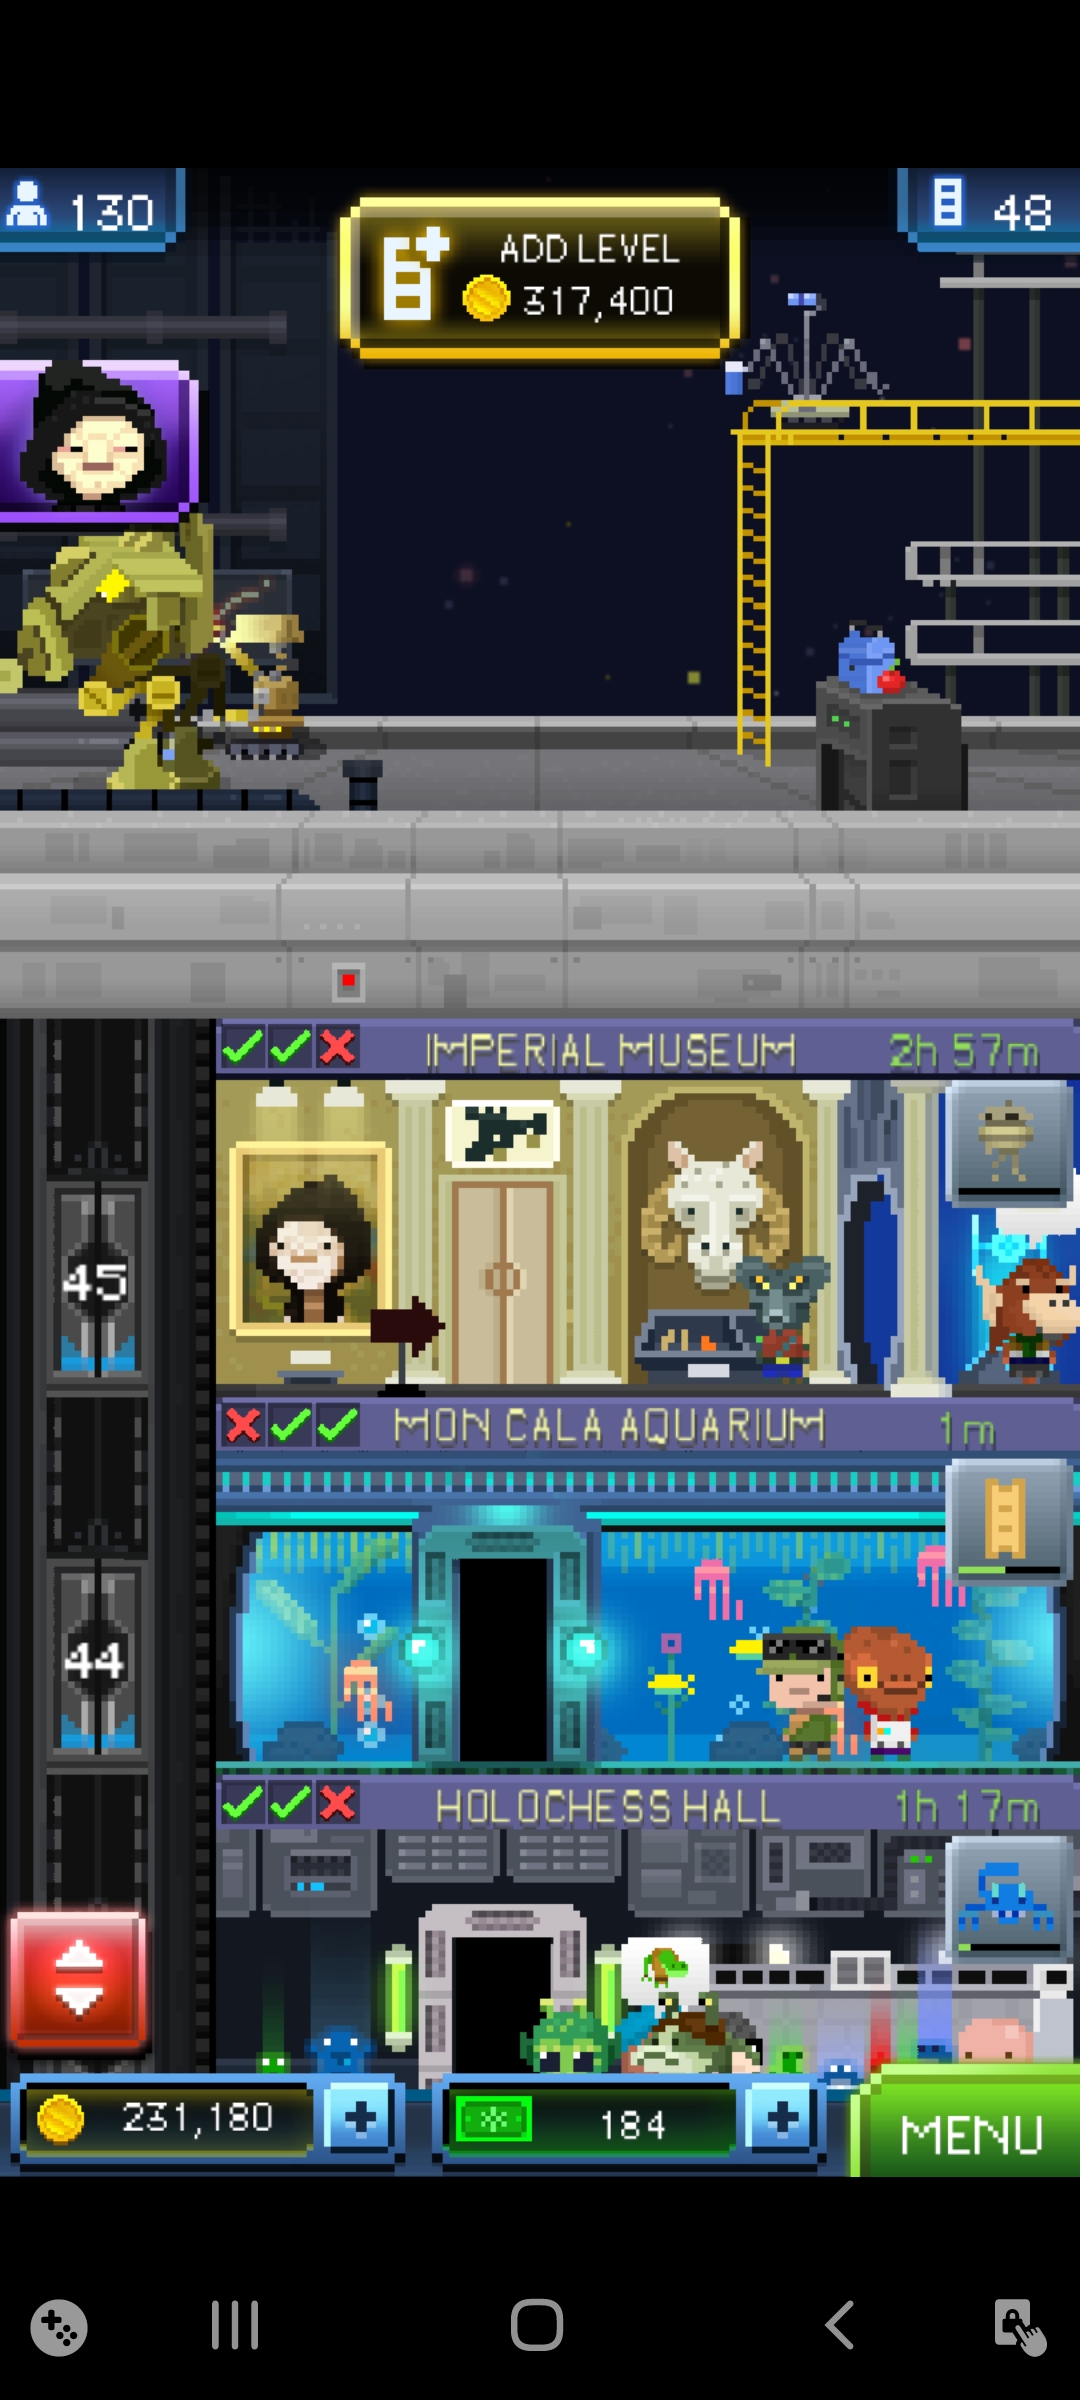 130
ADD LEVEL
317,400
48
IMPERIAL MUSEUM 2h 57m
45
MON CALA AQUARIUM 1m
44
HOLOCHESS HALL 1h 17m
231,180
184
MENU